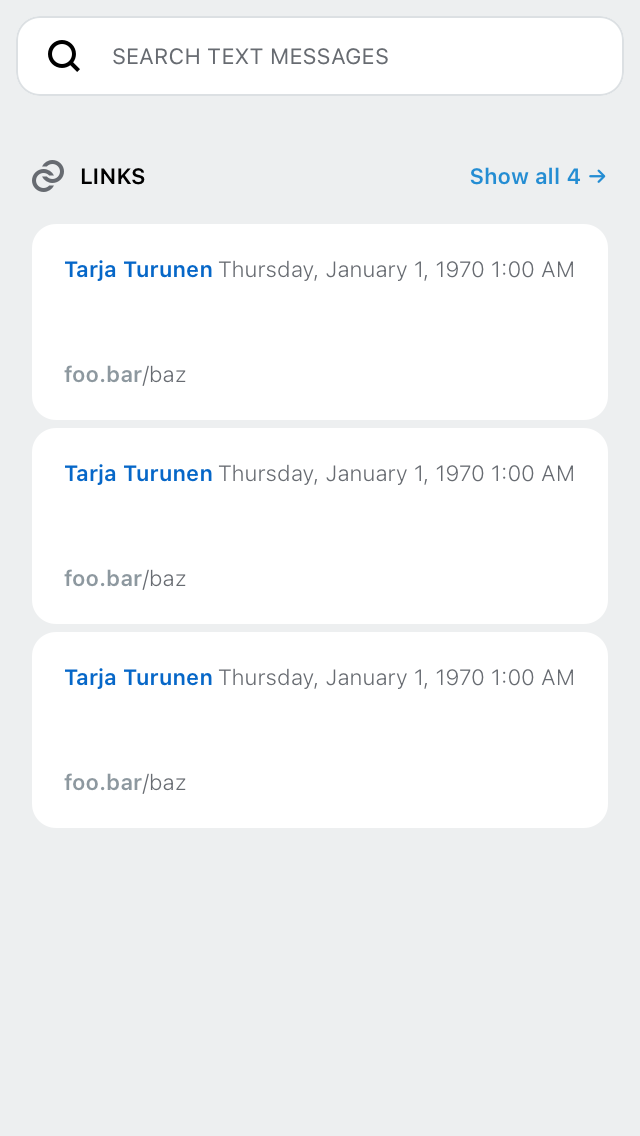 SEARCH TEXT MESSAGES
LINKS
Show all 4 →
Tarja Turunen Thursday, January 1, 1970 1:00 AM
foo.bar/baz
Tarja Turunen Thursday, January 1, 1970 1:00 AM
foo.bar/baz
Tarja Turunen Thursday, January 1, 1970 1:00 AM
foo.bar/baz